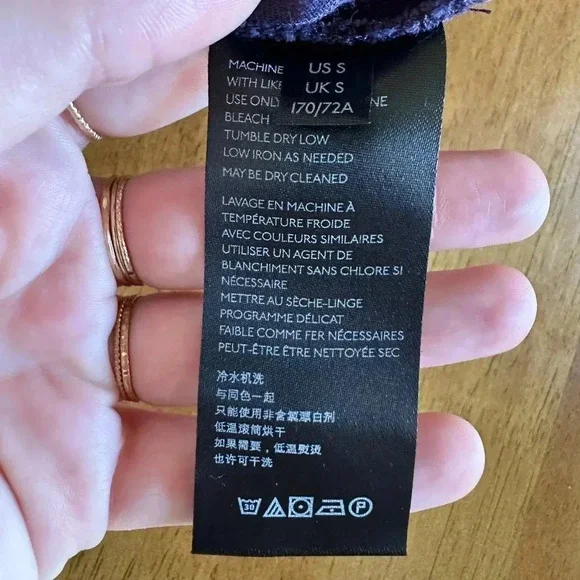 US S
UK S
170/72A
MACHINE
WITH LIKE
USE ONLY NE
BLEACH
TUMBLE DRY LOW
LOW IRON AS NEEDED
MAY BE DRY CLEANED
LAVAGE EN MACHINE À
TEMPÉRATURE FROIDE
AVEC COULEURS SIMILAIRES
UTILISER UN AGENT DE
BLANCHIMENT SANS CHLORE SI
NÉCESSAIRE
METTRE AU SÈCHE-LINGE
PROGRAMME DÉLICAT
FAIBLE COMME FER NÉCESSAIRES
PEUT-ÊTRE ÊTRE NETTOYÉE SEC
冷水机洗
与同色一起
只能使用非含氯漂白剂
低温滚筒烘干
如果需要，低温熨烫
也许可干洗
30 P